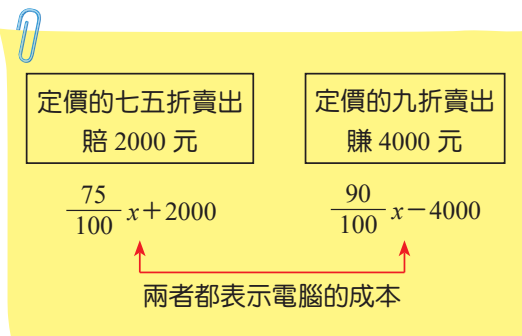 定價的七五折賣出
賠 2000 元
定價的九折賣出
賺 4000 元
75/100 x＋2000
90/100 x－4000
兩者都表示電腦的成本